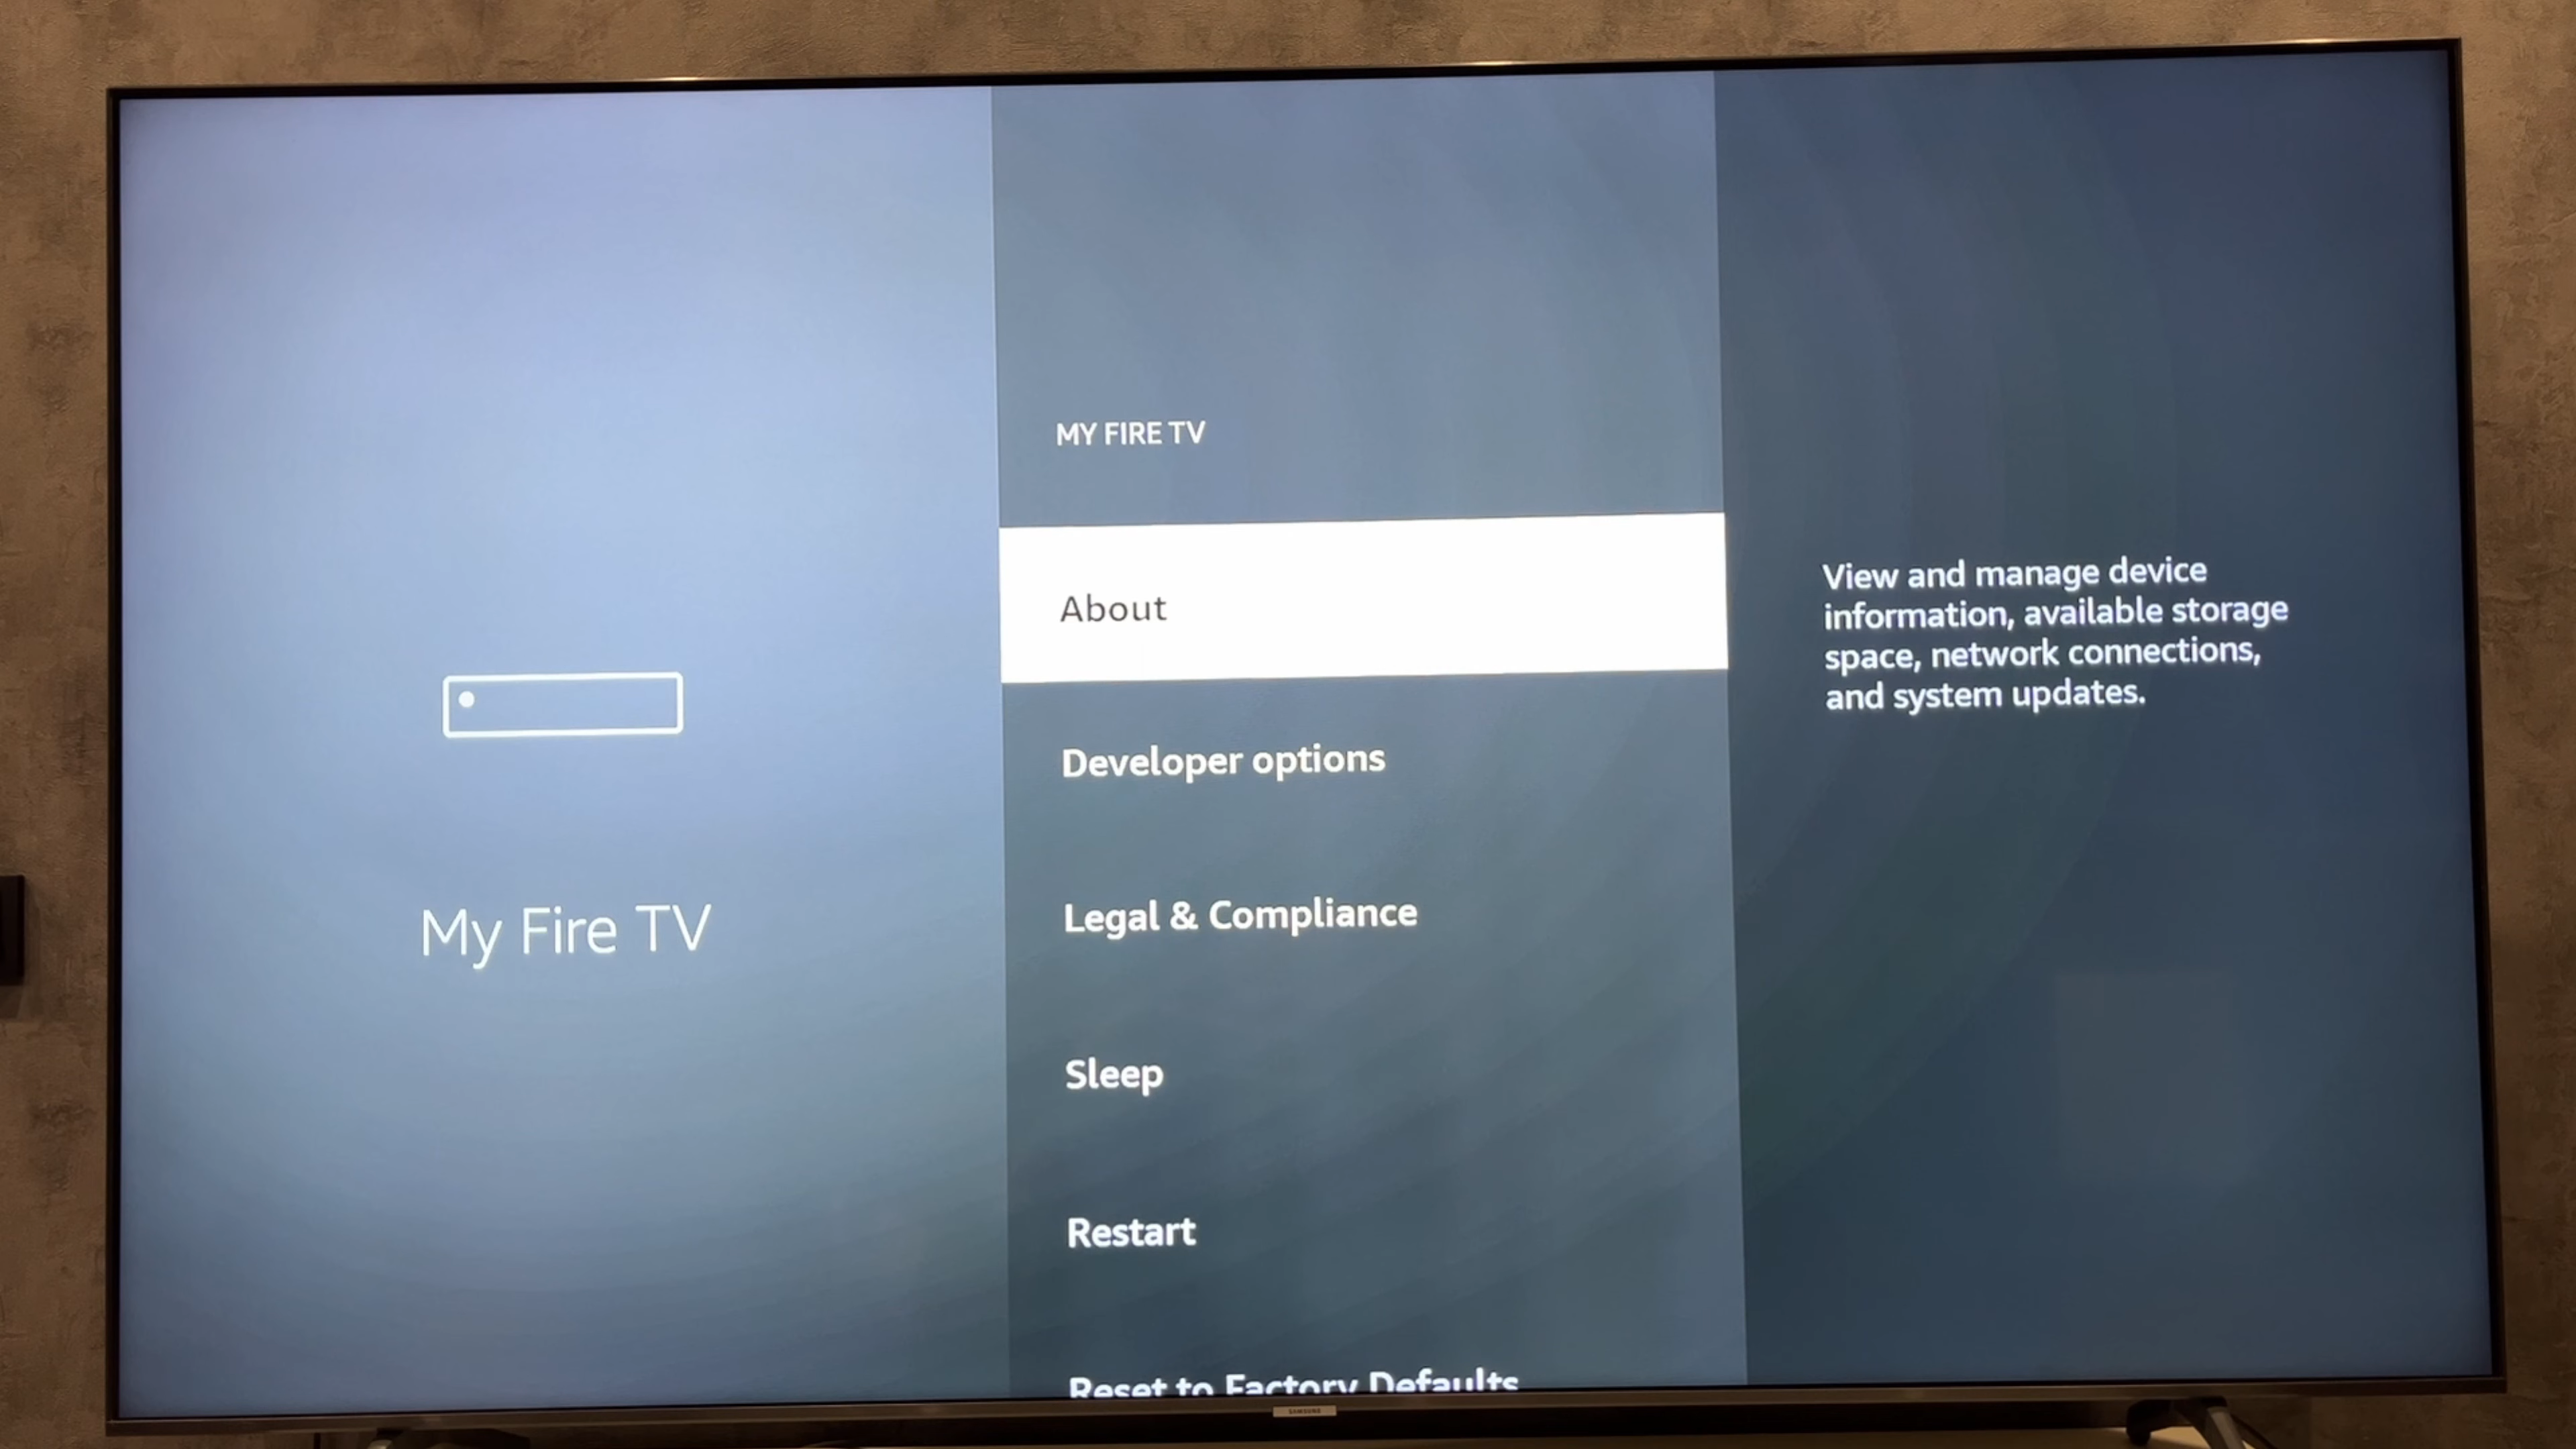 MY FIRE TV
About
Developer options
Legal & Compliance
Sleep
Restart
Reset to Factory Defaults
My Fire TV
View and manage device
information, available storage
space, network connections,
and system updates.
SAMSUNG